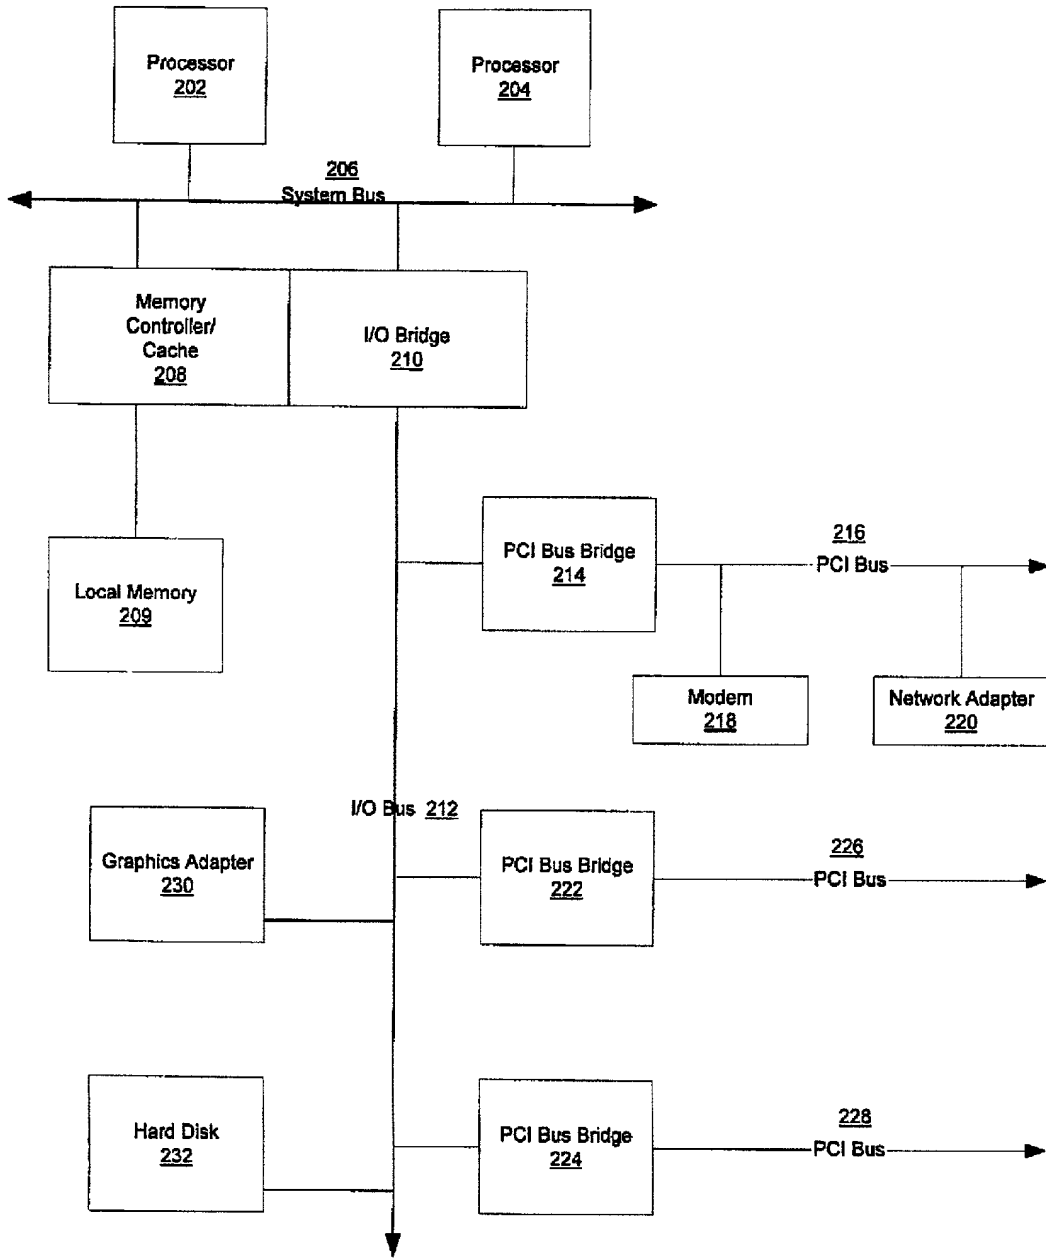 Processor
202
Processor
204
206
System Bus
Memory
Controller/
Cache
208
I/O Bridge
210
PCI Bus Bridge
214
216
PCI Bus
Local Memory
209
Modem
218
Network Adapter
220
I/O Bus 212
Graphics Adapter
230
PCI Bus Bridge
222
226
PCI Bus
Hard Disk
232
PCI Bus Bridge
224
228
PCI Bus